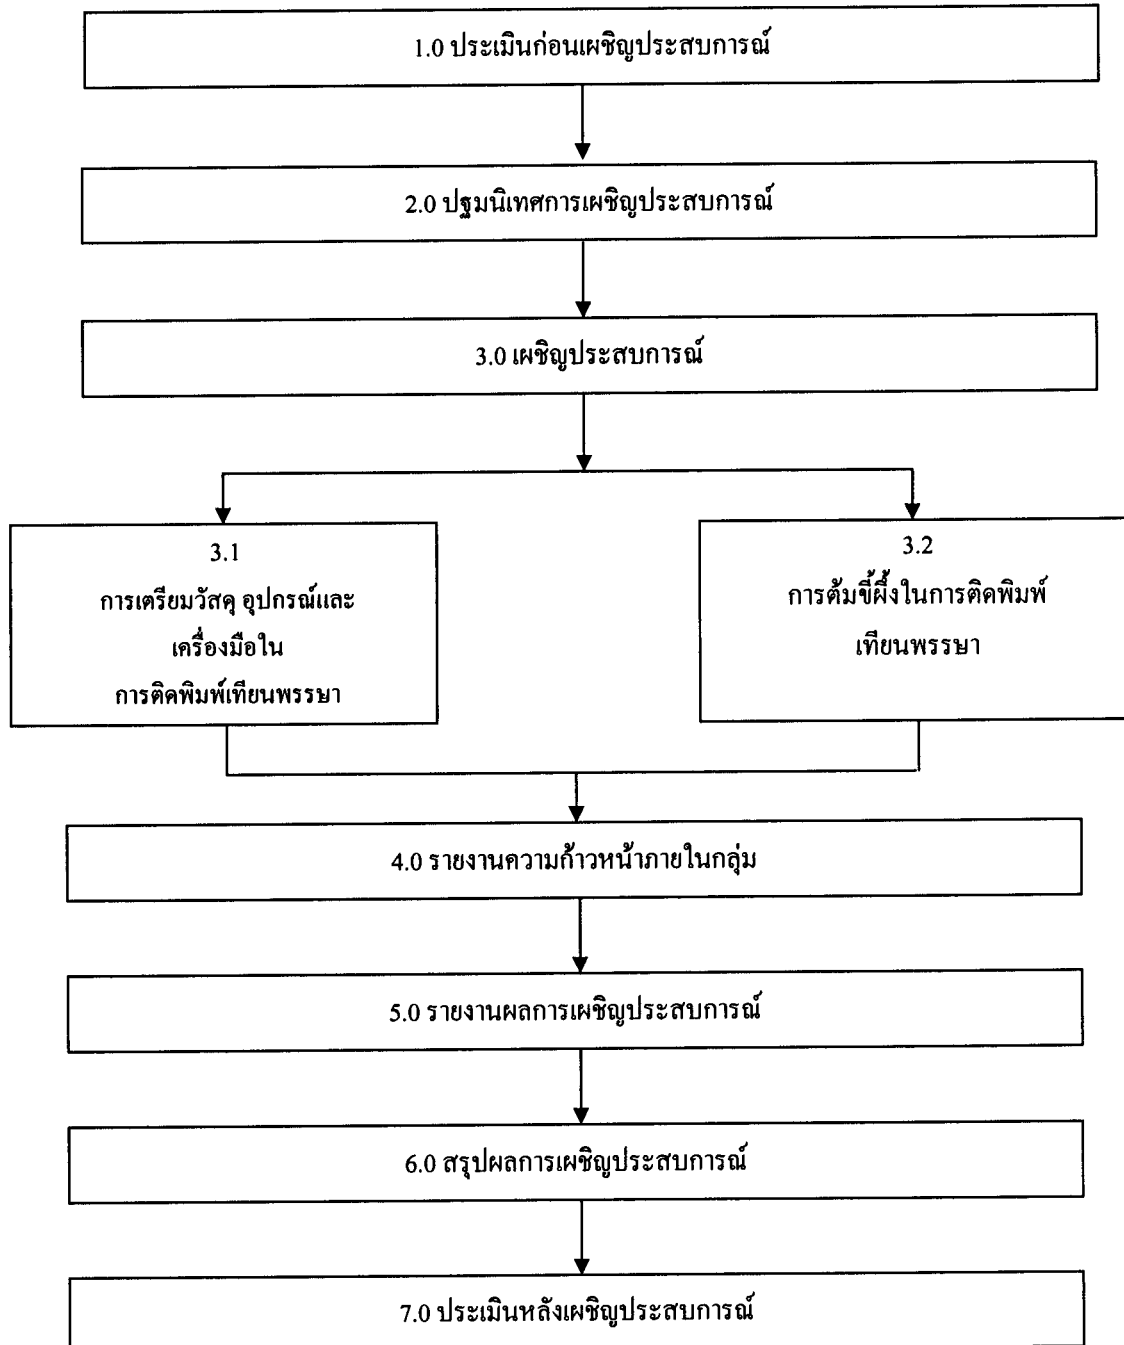 1.0 ประเมินก่อนเผชิญประสบการณ์
2.0 ปฐมนิเทศการเผชิญประสบการณ์
3.0 เผชิญประสบการณ์
3.1
การเตรียมวัสดุ อุปกรณ์และ
เครื่องมือใน
การติดพิมพ์เทียนพรรษา
3.2
การต้มขี้ผึ้งในการติดพิมพ์
เทียนพรรษา
4.0 รายงานความก้าวหน้าภายในกลุ่ม
5.0 รายงานผลการเผชิญประสบการณ์
6.0 สรุปผลการเผชิญประสบการณ์
7.0 ประเมินหลังเผชิญประสบการณ์